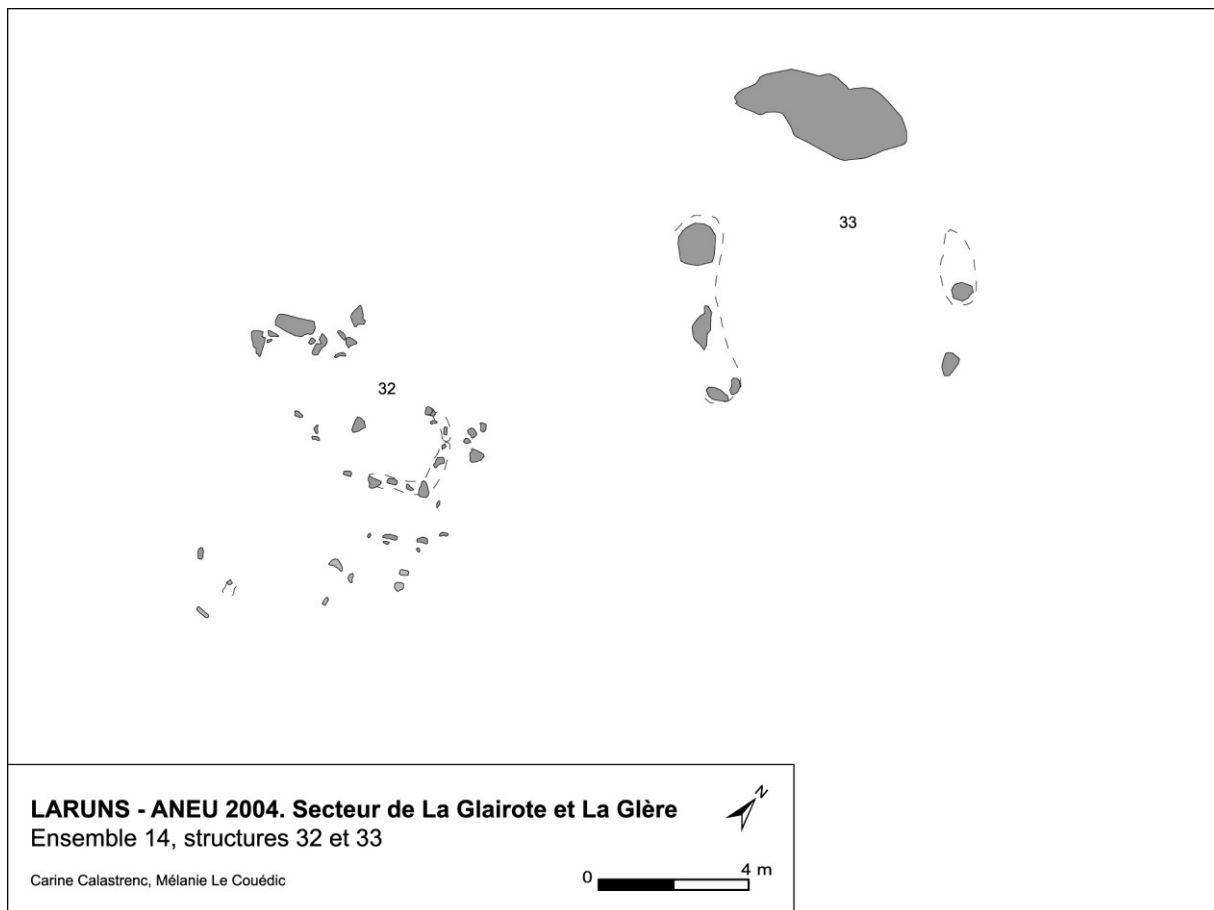 33
32
LARUNS - ANEU 2004. Secteur de La Glairote et La Glère
Ensemble 14, structures 32 et 33
Carine Calastrenc, Mélanie Le Couédic
N
0 4 m